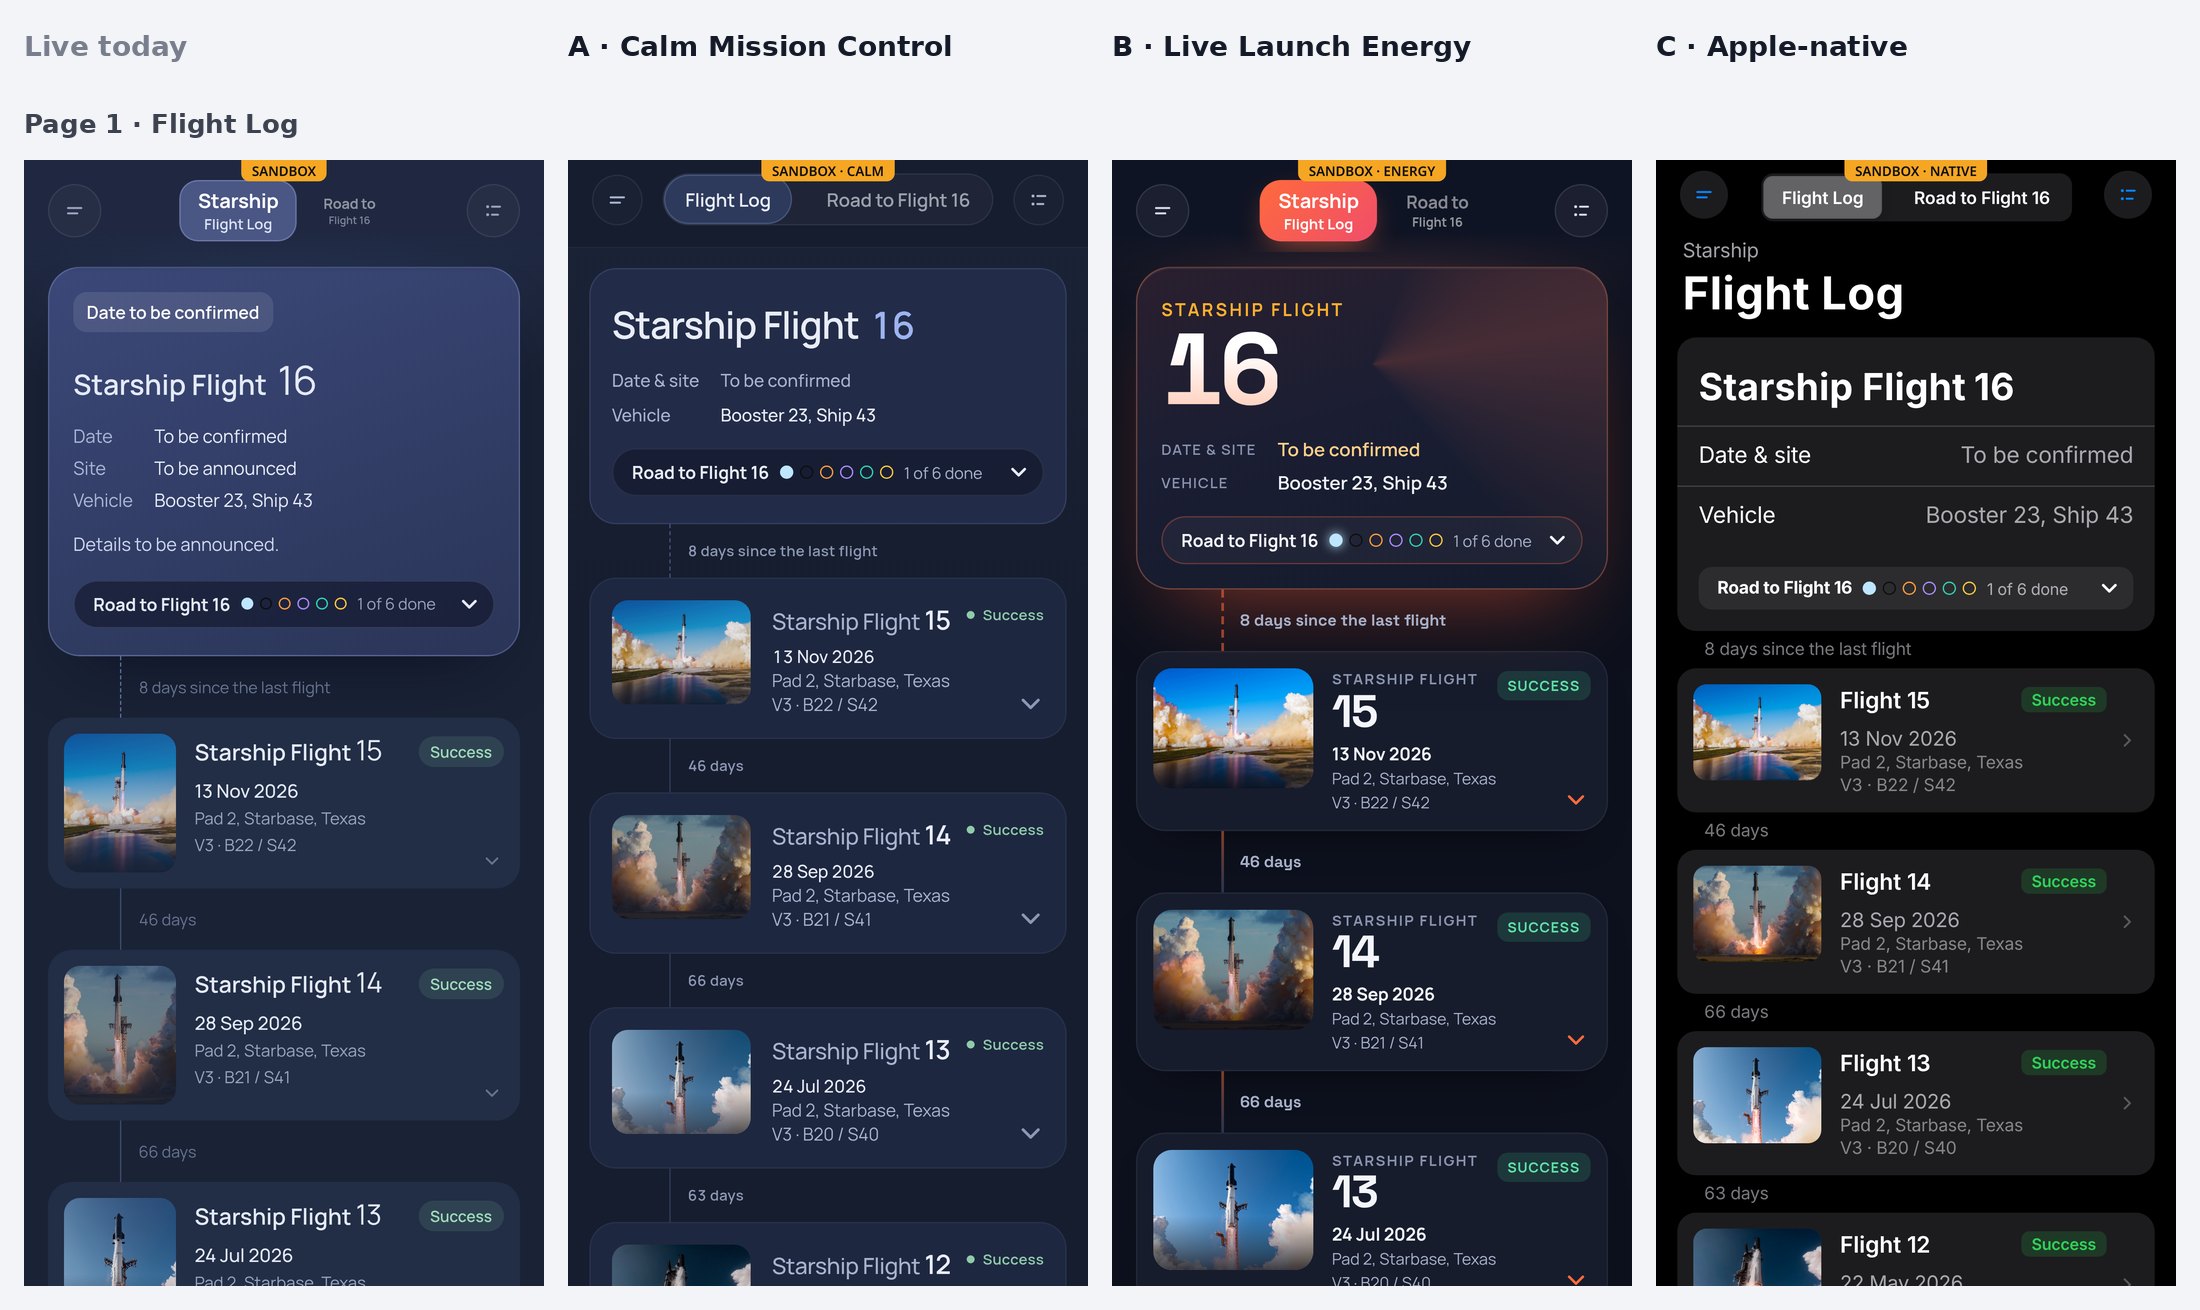 Live today
A · Calm Mission Control
B · Live Launch Energy
C · Apple-native
Page 1 · Flight Log
SANDBOX
Starship
Flight Log
Road to
Flight 16
Date to be confirmed
Starship Flight 16
Date To be confirmed
Site To be announced
Vehicle Booster 23, Ship 43
Details to be announced.
Road to Flight 16 1 of 6 done
8 days since the last flight
Starship Flight 15 Success
13 Nov 2026
Pad 2, Starbase, Texas
V3 · B22 / S42
46 days
Starship Flight 14 Success
28 Sep 2026
Pad 2, Starbase, Texas
V3 · B21 / S41
66 days
Starship Flight 13 Success
24 Jul 2026
Pad 2, Starbase, Texas
SANDBOX · CALM
Flight Log Road to Flight 16
Starship Flight 16
Date & site To be confirmed
Vehicle Booster 23, Ship 43
Road to Flight 16 1 of 6 done
8 days since the last flight
Starship Flight 15 Success
13 Nov 2026
Pad 2, Starbase, Texas
V3 · B22 / S42
46 days
Starship Flight 14 Success
28 Sep 2026
Pad 2, Starbase, Texas
V3 · B21 / S41
66 days
Starship Flight 13 Success
24 Jul 2026
Pad 2, Starbase, Texas
V3 · B20 / S40
63 days
Starship Flight 12 Success
SANDBOX · ENERGY
Starship
Flight Log
Road to
Flight 16
STARSHIP FLIGHT
16
DATE & SITE To be confirmed
VEHICLE Booster 23, Ship 43
Road to Flight 16 1 of 6 done
8 days since the last flight
STARSHIP FLIGHT SUCCESS
15
13 Nov 2026
Pad 2, Starbase, Texas
V3 · B22 / S42
46 days
STARSHIP FLIGHT SUCCESS
14
28 Sep 2026
Pad 2, Starbase, Texas
V3 · B21 / S41
66 days
STARSHIP FLIGHT SUCCESS
13
24 Jul 2026
Pad 2, Starbase, Texas
V3 · B20 / S40
SANDBOX · NATIVE
Flight Log Road to Flight 16
Starship
Flight Log
Starship Flight 16
Date & site To be confirmed
Vehicle Booster 23, Ship 43
Road to Flight 16 1 of 6 done
8 days since the last flight
Flight 15 Success
13 Nov 2026
Pad 2, Starbase, Texas
V3 · B22 / S42
46 days
Flight 14 Success
28 Sep 2026
Pad 2, Starbase, Texas
V3 · B21 / S41
66 days
Flight 13 Success
24 Jul 2026
Pad 2, Starbase, Texas
V3 · B20 / S40
63 days
Flight 12 Success
22 May 2026